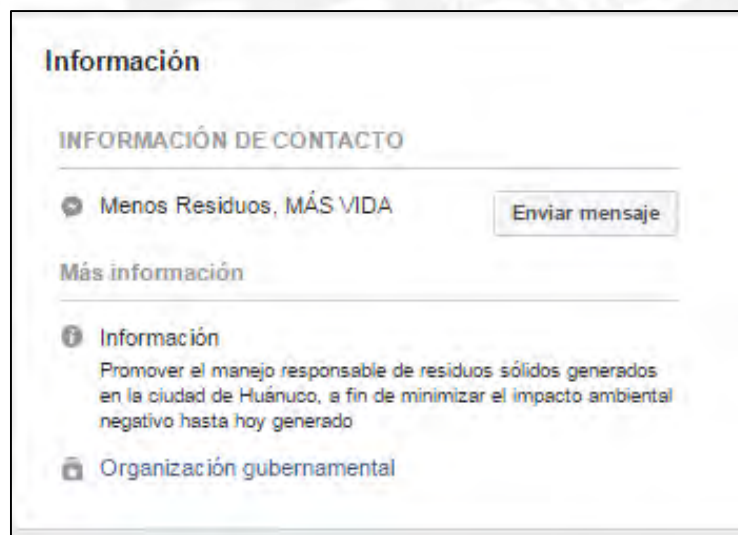 Información
INFORMACIÓN DE CONTACTO
Menos Residuos, MÁS VIDA
Enviar mensaje
Más información
Información
Promover el manejo responsable de residuos sólidos generados
en la ciudad de Huánuco, a fin de minimizar el impacto ambiental
negativo hasta hoy generado
Organización gubernamental